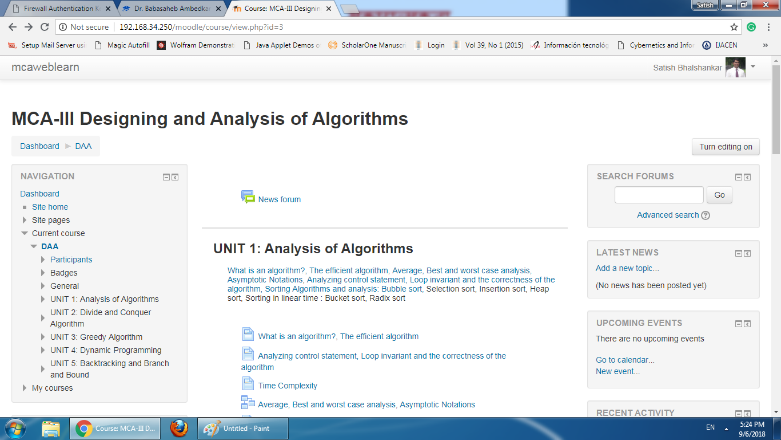 Firewall Authentication K
Dr. Babasaheb Ambedkar
Course: MCA-III Designin
Satish
Not secure
192.168.34.250/moodle/course/view.php?id=3
Setup Mail Server usi
Magic Autofill
Wolfram Demonstrat
Java Applet Demos o
ScholarOne Manuscri
Login
Vol 39, No 1 (2015)
Información tecnológ
Cybernetics and Infor
IJACEN
»
mcaweblearn
Satish Bhalshankar
MCA-III Designing and Analysis of Algorithms
Dashboard
DAA
Turn editing on
NAVIGATION
Dashboard
Site home
Site pages
Current course
DAA
Participants
Badges
General
UNIT 1: Analysis of Algorithms
UNIT 2: Divide and Conquer
Algorithm
UNIT 3: Greedy Algorithm
UNIT 4: Dynamic Programming
UNIT 5: Backtracking and Branch
and Bound
My courses
News forum
UNIT 1: Analysis of Algorithms
What is an algorithm?, The efficient algorithm, Average, Best and worst case analysis,
Asymptotic Notations, Analyzing control statement, Loop invariant and the correctness of the
algorithm, Sorting Algorithms and analysis: Bubble sort, Selection sort, Insertion sort, Heap
sort, Sorting in linear time : Bucket sort, Radix sort
What is an algorithm?, The efficient algorithm
Analyzing control statement, Loop invariant and the correctness of the
algorithm
Time Complexity
Average, Best and worst case analysis, Asymptotic Notations
SEARCH FORUMS
Go
Advanced search
LATEST NEWS
Add a new topic...
(No news has been posted yet)
UPCOMING EVENTS
There are no upcoming events
Go to calendar...
New event...
RECENT ACTIVITY
Course: MCA-III D...
Untitled - Paint
EN
5:24 PM
9/6/2018